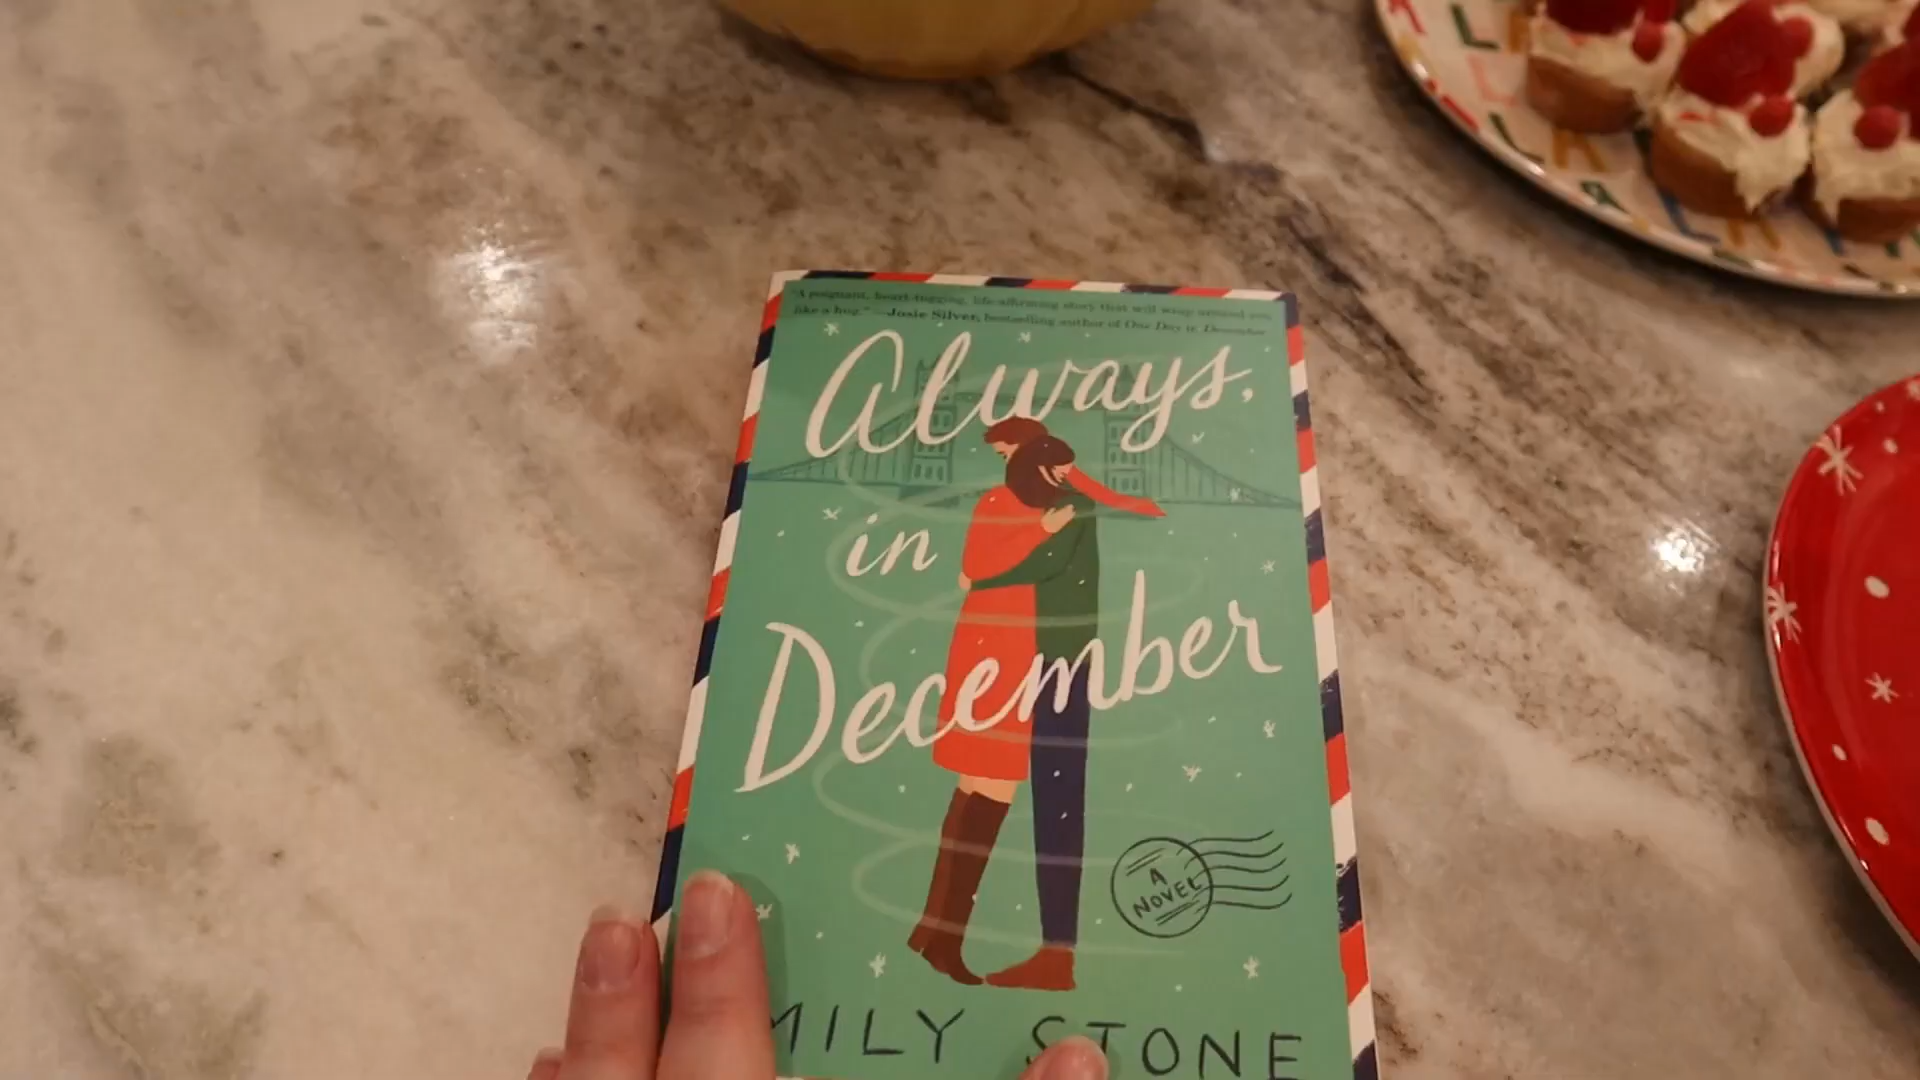 "A poignant, heart-tugging, life-affirming story that will wrap around you
like a hug." —Josie Silver, bestselling author of One Day in December
Always,
in
December
A
NOVEL
MILY STONE